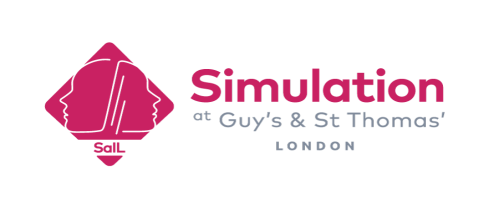 SaIL
Simulation
at Guy's & St Thomas'
LONDON